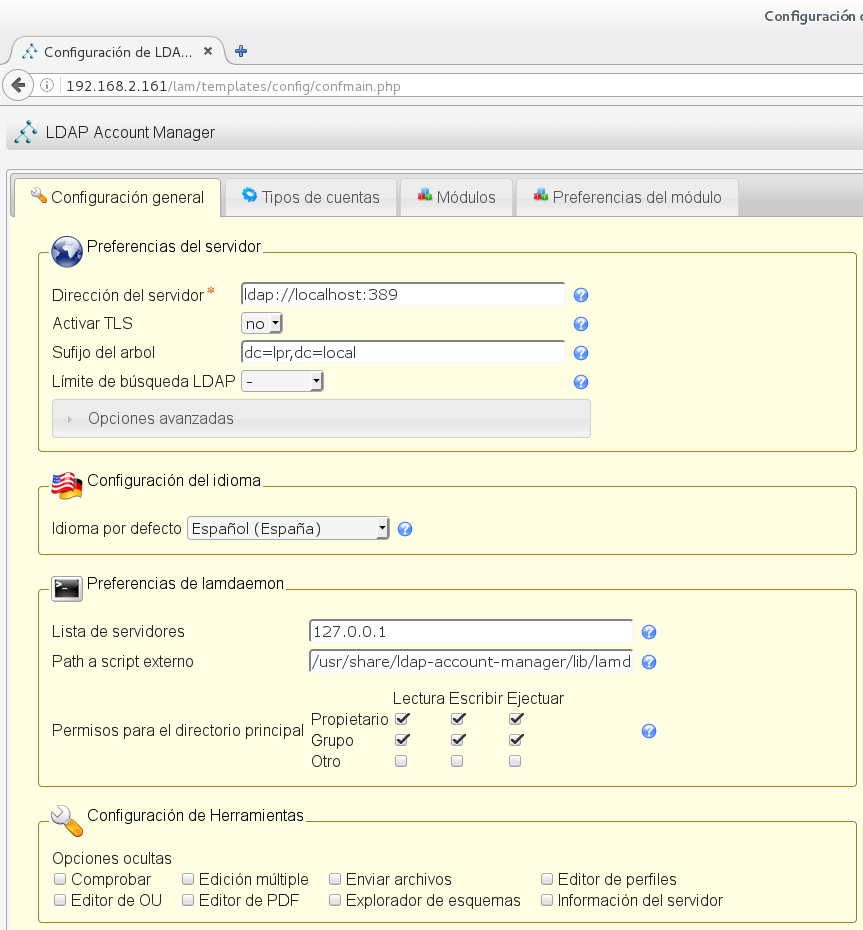 Configuración
Configuración de LDA...
192.168.2.161/lam/templates/config/confmain.php
LDAP Account Manager
Configuración general Tipos de cuentas Módulos Preferencias del módulo
Preferencias del servidor
Dirección del servidor * ldap://localhost:389
Activar TLS no
Sufijo del arbol dc=lpr,dc=local
Límite de búsqueda LDAP -
Opciones avanzadas
Configuración del idioma
Idioma por defecto Español (España)
Preferencias de lamdaemon
Lista de servidores 127.0.0.1
Path a script externo /usr/share/ldap-account-manager/lib/lamd
Lectura Escribir Ejectuar
Propietario
Permisos para el directorio principal
Grupo
Otro
Configuración de Herramientas
Opciones ocultas
Comprobar Edición múltiple Enviar archivos Editor de perfiles
Editor de OU Editor de PDF Explorador de esquemas Información del servidor